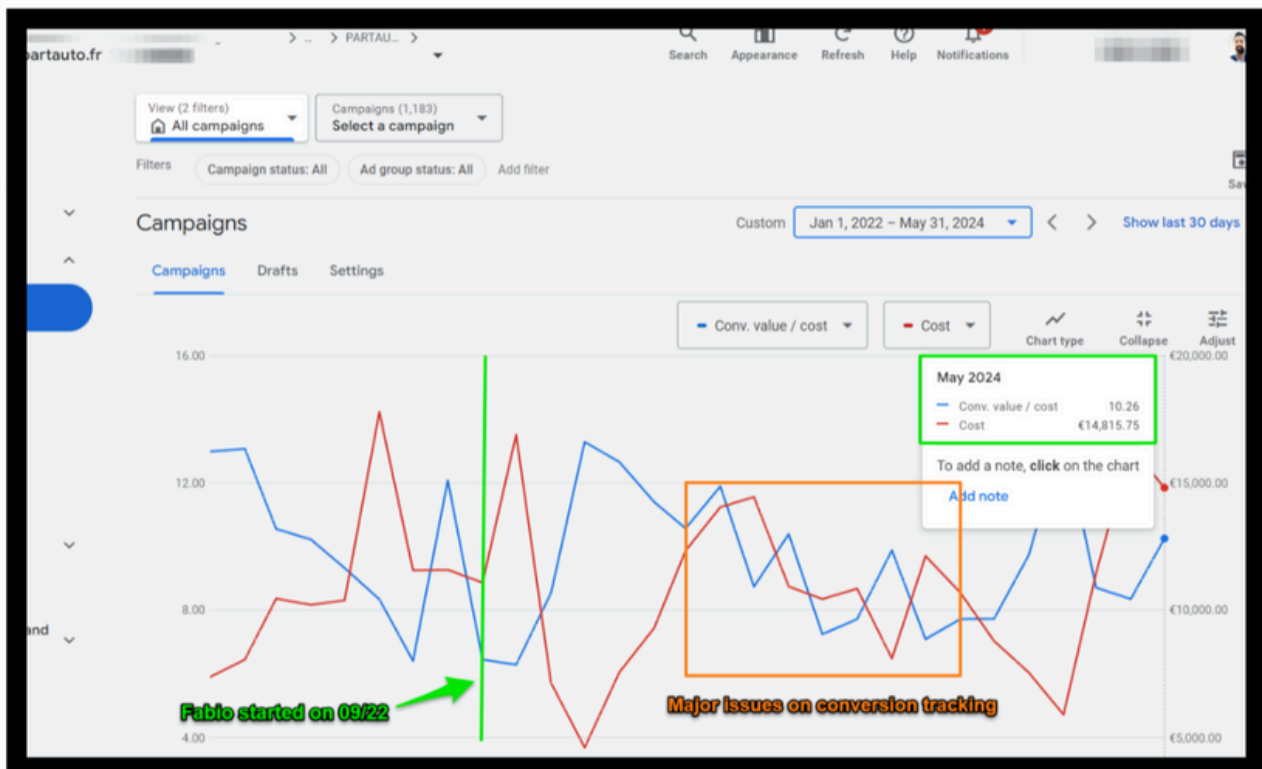 > … > PARTAU… >
partauto.fr
Search Appearance Refresh Help Notifications
View (2 filters)
All campaigns
Campaigns (1,183)
Select a campaign
Filters Campaign status: All Ad group status: All Add filter
Sav
Campaigns
Custom Jan 1, 2022 – May 31, 2024 Show last 30 days
Campaigns Drafts Settings
Conv. value / cost Cost
Chart type Collapse Adjust
16.00 €20,000.00
May 2024
Conv. value / cost 10.26
Cost €14,815.75
To add a note, click on the chart
12.00 €15,000.00
Add note
8.00 €10,000.00
and
Fabio started on 09/22
Major issues on conversion tracking
4.00 €5,000.00